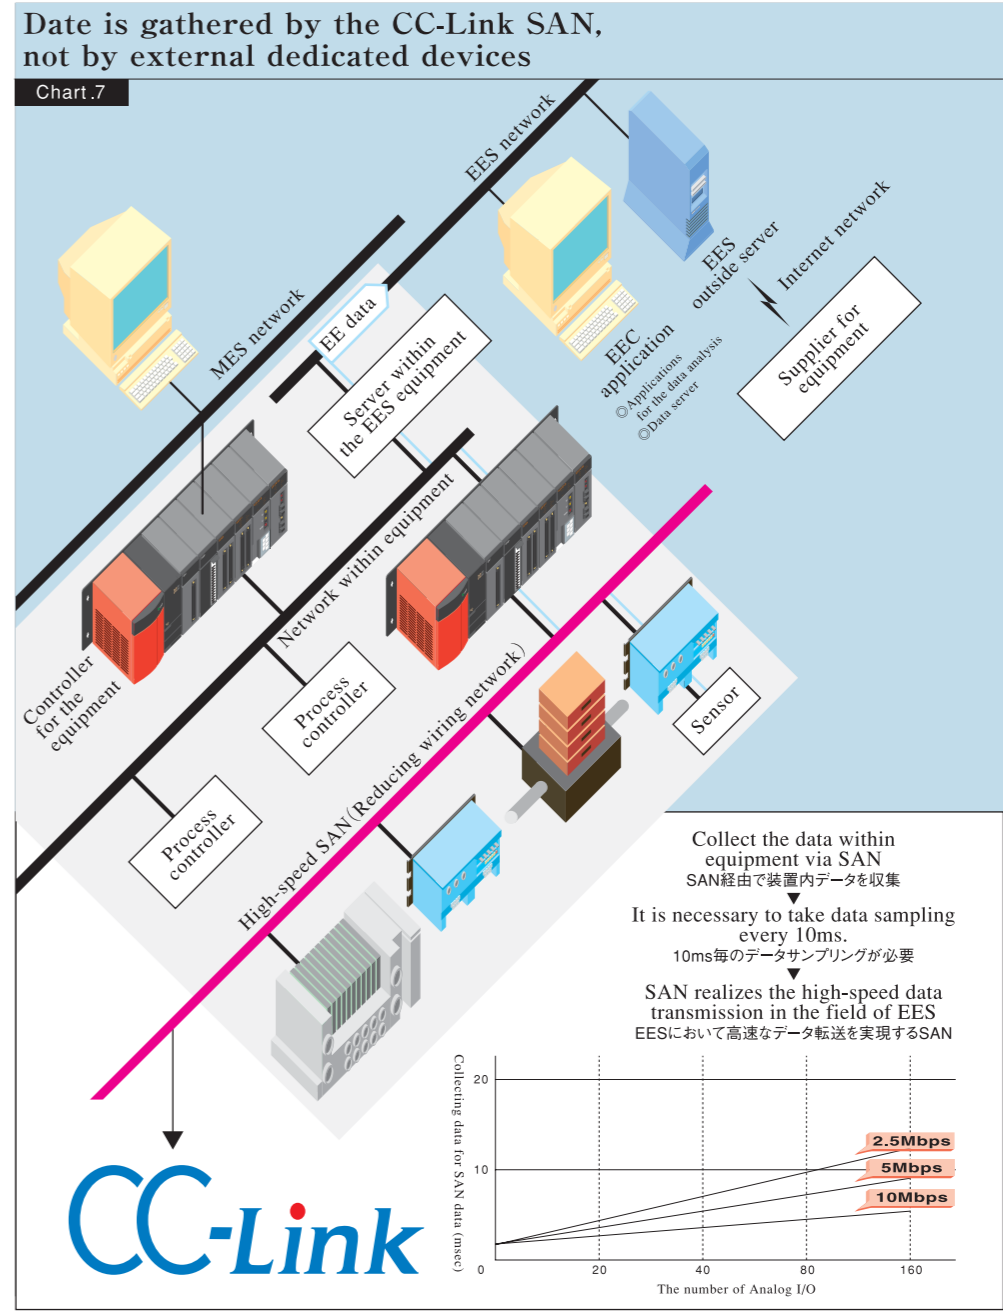 Date is gathered by the CC-Link SAN,
not by external dedicated devices
Chart.7
EES network
MES network
EE data
Server within
the EES equipment
EES
outside server
Internet network
EEC
application
◎Applications
for the data analysis
◎Data server
Supplier for
equipment
Network within equipment
Controller
for the
equipment
Process
controller
Process
controller
High-speed SAN(Reducing wiring network)
Sensor
Collect the data within
equipment via SAN
SAN経由で装置内データを収集
▼
It is necessary to take data sampling
every 10ms.
10ms毎のデータサンプリングが必要
▼
SAN realizes the high-speed data
transmission in the field of EES
EESにおいて高速なデータ転送を実現するSAN
CC-Link
Collecting data for SAN data (msec)
20
10
0
2.5Mbps
5Mbps
10Mbps
20 40 80 160
The number of Analog I/O